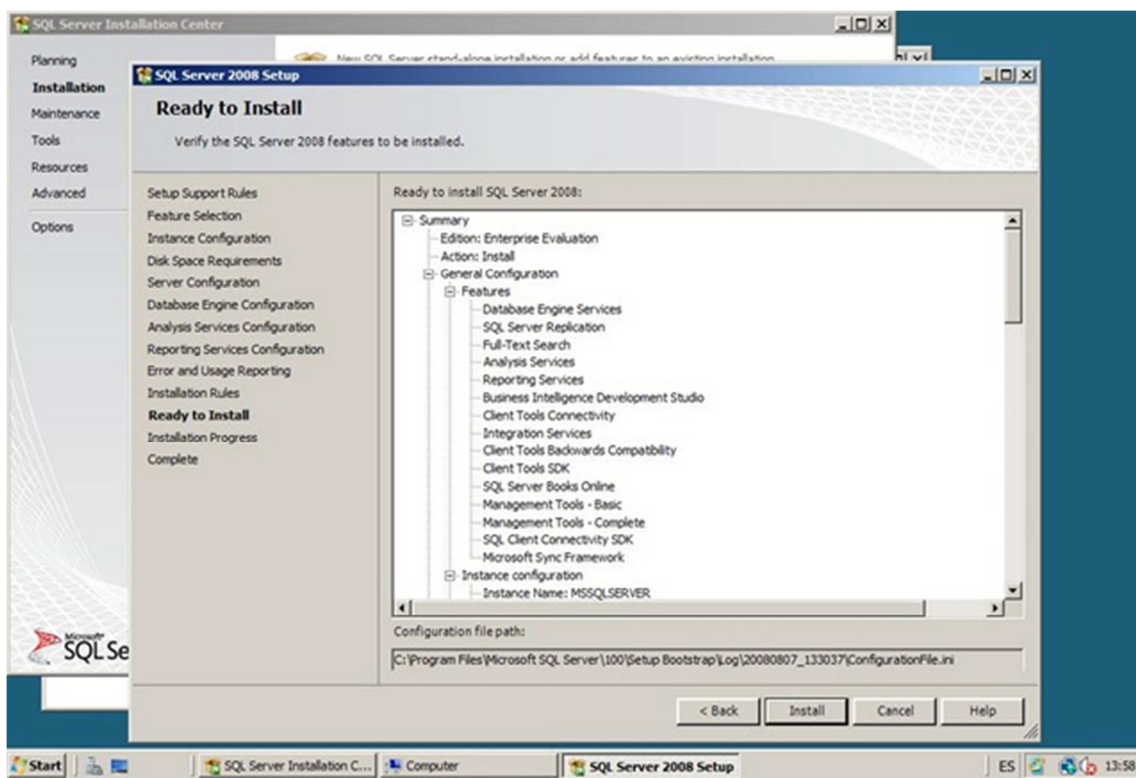 SQL Server Installation Center
Planning
Installation
Maintenance
Tools
Resources
Advanced
Options
New SQL Server stand-alone installation or add features to an existing installation
SQL Server 2008 Setup
Ready to Install
Verify the SQL Server 2008 features to be installed.
Setup Support Rules
Feature Selection
Instance Configuration
Disk Space Requirements
Server Configuration
Database Engine Configuration
Analysis Services Configuration
Reporting Services Configuration
Error and Usage Reporting
Installation Rules
Ready to Install
Installation Progress
Complete
Ready to install SQL Server 2008:
Summary
Edition: Enterprise Evaluation
Action: Install
General Configuration
Features
Database Engine Services
SQL Server Replication
Full-Text Search
Analysis Services
Reporting Services
Business Intelligence Development Studio
Client Tools Connectivity
Integration Services
Client Tools Backwards Compatibility
Client Tools SDK
SQL Server Books Online
Management Tools - Basic
Management Tools - Complete
SQL Client Connectivity SDK
Microsoft Sync Framework
Instance configuration
Instance Name: MSSQLSERVER
Configuration file path:
C:\Program Files\Microsoft SQL Server\100\Setup Bootstrap\Log\20080807_133037\ConfigurationFile.ini
Microsoft
SQL Se
< Back
Install
Cancel
Help
Start
SQL Server Installation C...
Computer
SQL Server 2008 Setup
ES
13:58